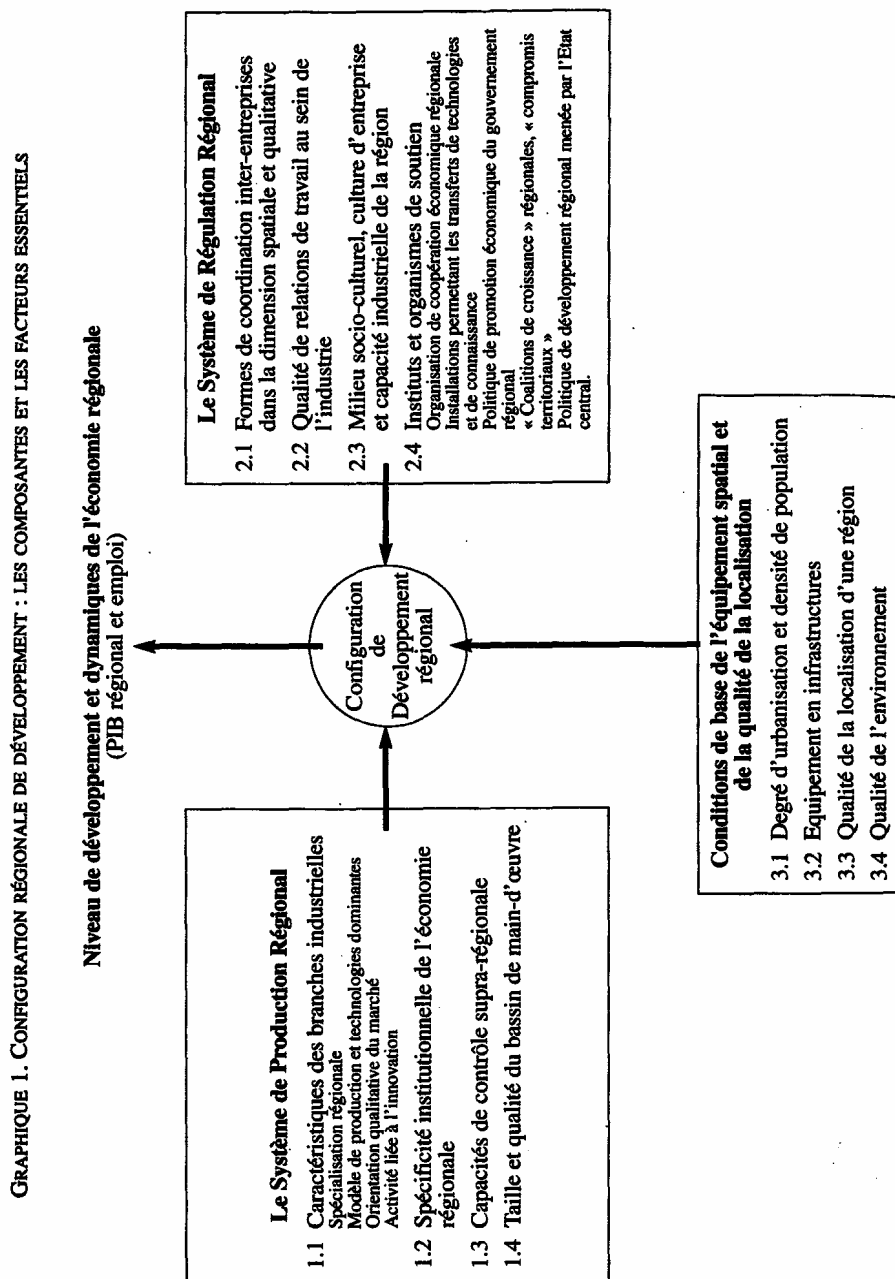 GRAPHIQUE 1. CONFIGURATION RÉGIONALE DE DÉVELOPPEMENT : LES COMPOSANTES ET LES FACTEURS ESSENTIELS
Niveau de développement et dynamiques de l'économie régionale
(PIB régional et emploi)
Le Système de Production Régional
1.1 Caractéristiques des branches industrielles
Spécialisation régionale
Modèle de production et technologies dominantes
Orientation qualitative du marché
Activité liée à l'innovation
1.2 Spécificité institutionnelle de l'économie
régionale
1.3 Capacités de contrôle supra-régionale
1.4 Taille et qualité du bassin de main-d'œuvre
Configuration
de
Développement
régional
Le Système de Régulation Régional
2.1 Formes de coordination inter-entreprises
dans la dimension spatiale et qualitative
2.2 Qualité de relations de travail au sein de
l'industrie
2.3 Milieu socio-culturel, culture d'entreprise
et capacité industrielle de la région
2.4 Instituts et organismes de soutien
Organisation de coopération économique régionale
Installations permettant les transferts de technologies
et de connaissance
Politique de promotion économique du gouvernement
régional
« Coalitions de croissance » régionales, « compromis
territoriaux »
Politique de développement régional menée par l'Etat
central.
Conditions de base de l'équipement spatial et
de la qualité de la localisation
3.1 Degré d'urbanisation et densité de population
3.2 Equipement en infrastructures
3.3 Qualité de la localisation d'une région
3.4 Qualité de l'environnement